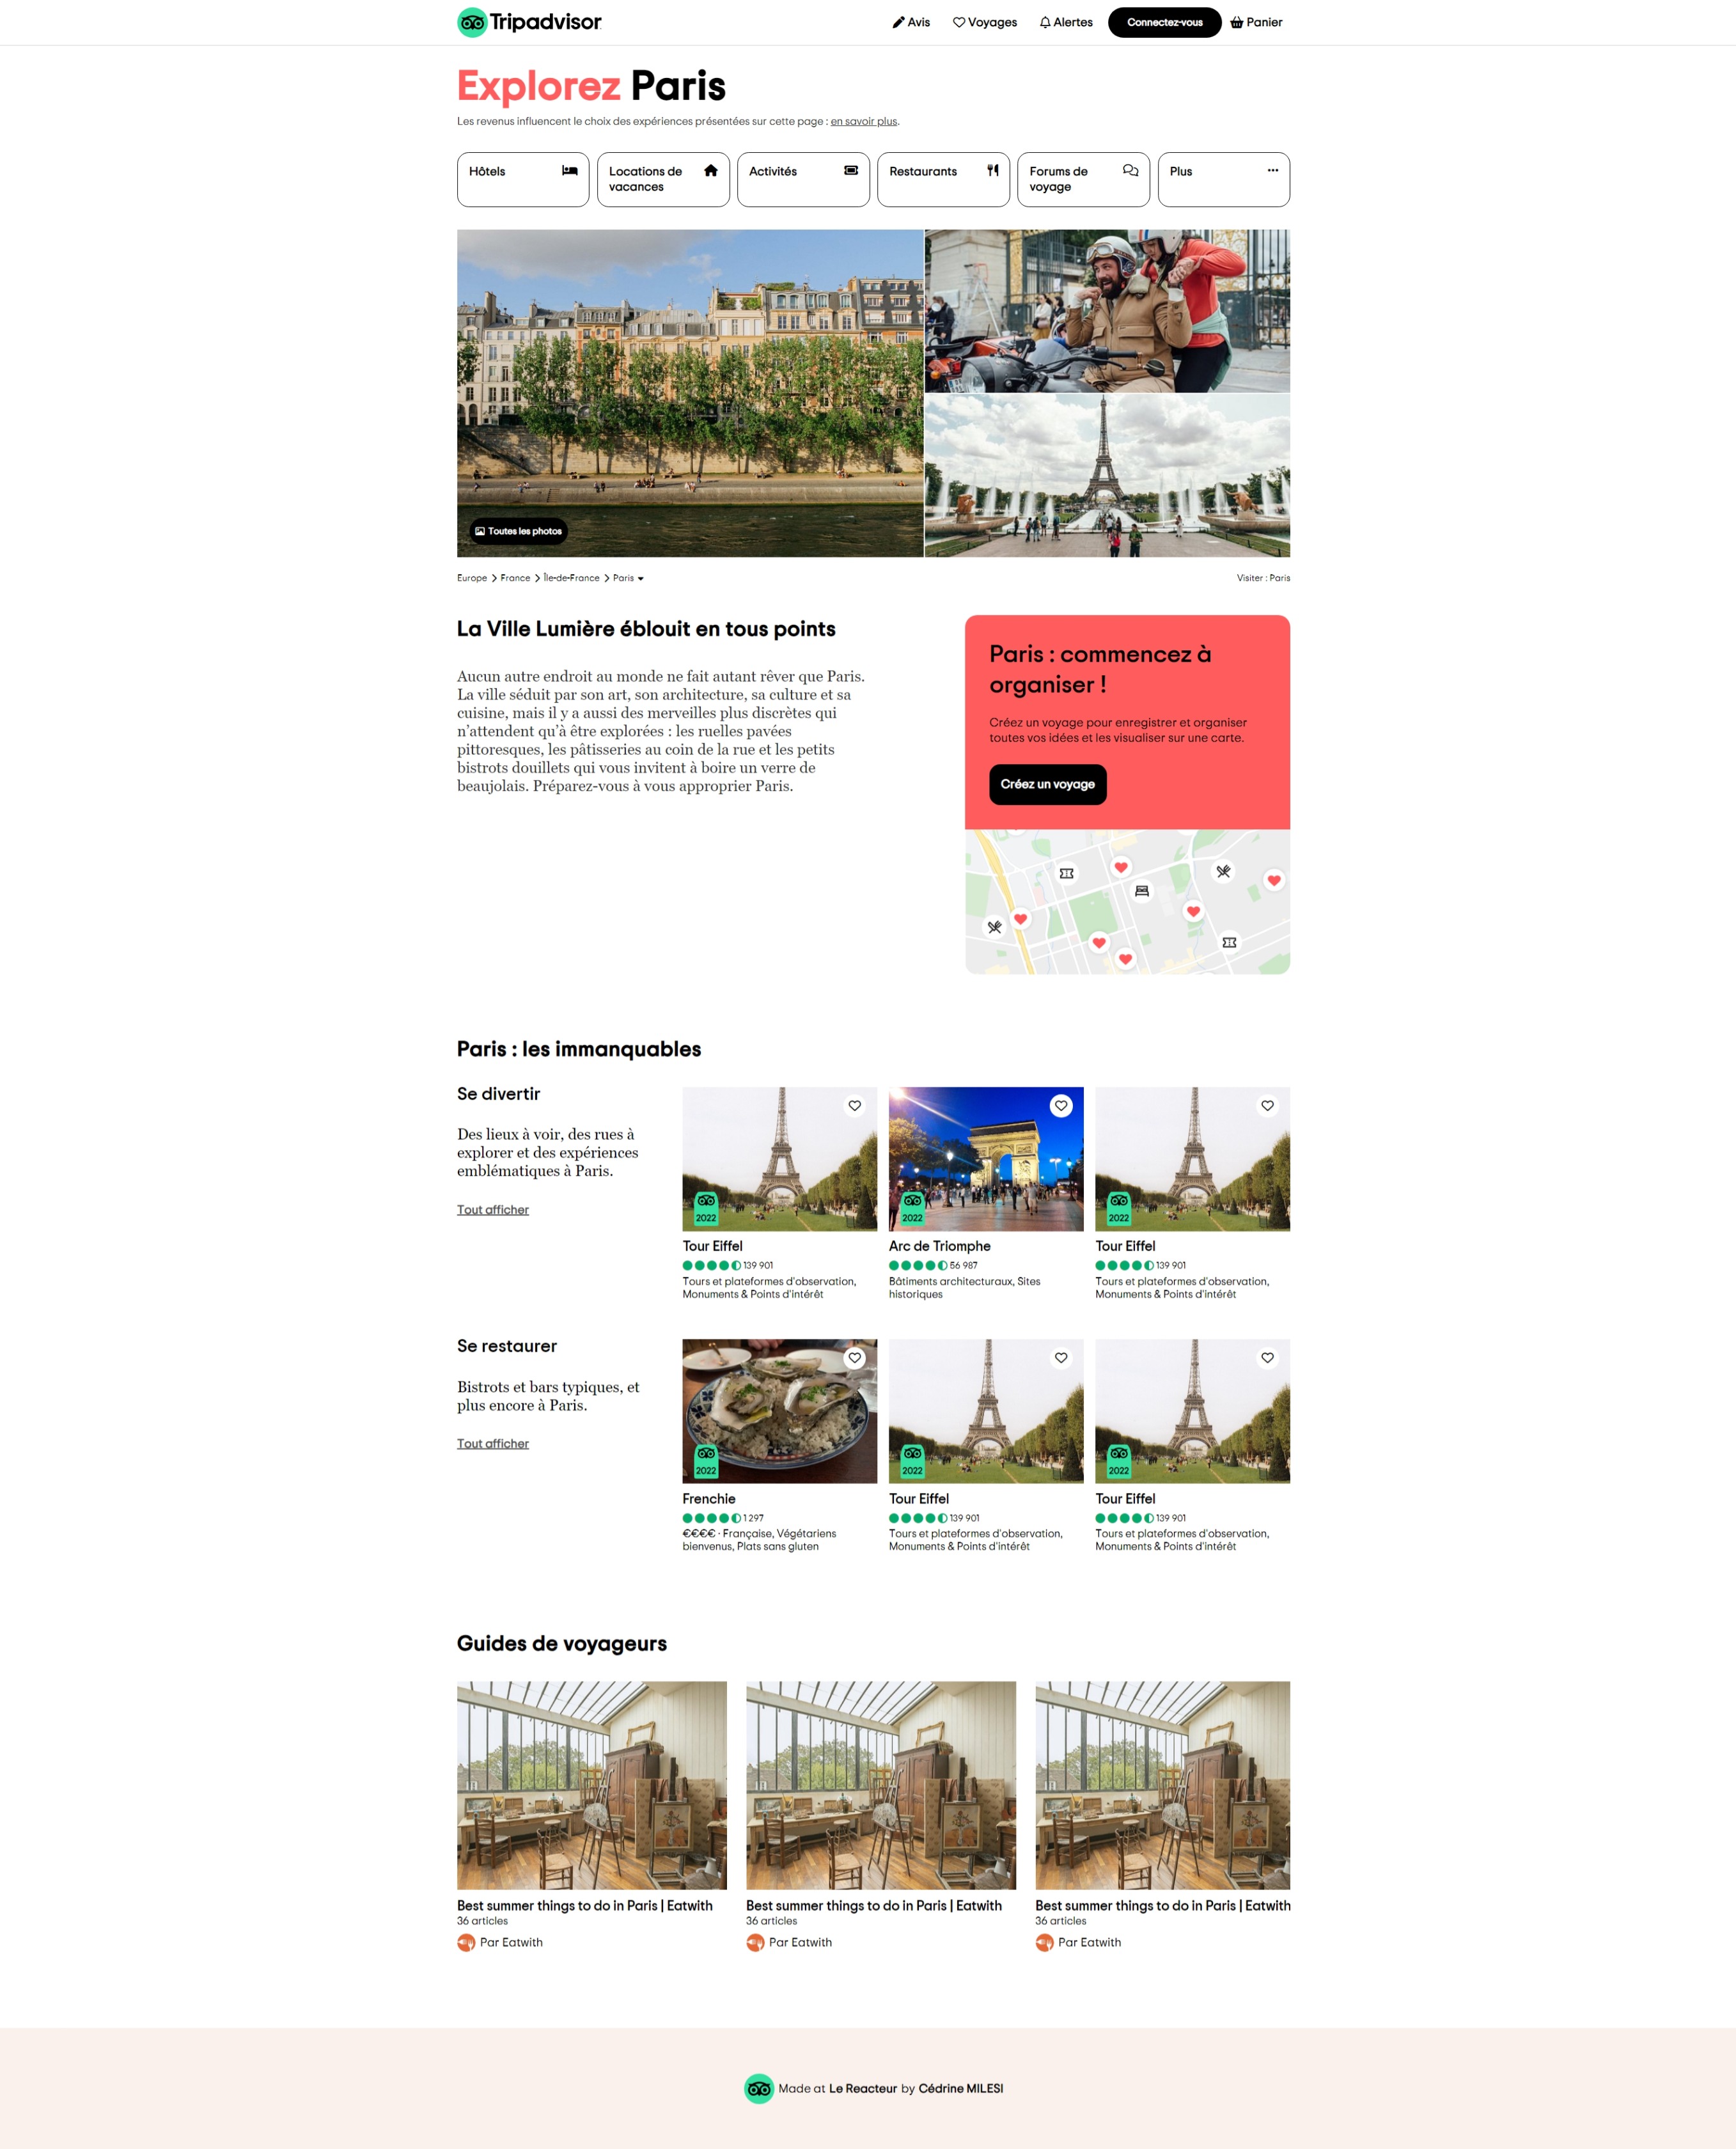 Tripadvisor
Avis
Voyages
Alertes
Connectez-vous
Panier
Explorez Paris
Les revenus influencent le choix des expériences présentées sur cette page : en savoir plus.
Hôtels
Locations de
vacances
Activités
Restaurants
Forums de
voyage
Plus
Toutes les photos
Europe > France > Île-de-France > Paris
Visiter : Paris
La Ville Lumière éblouit en tous points
Aucun autre endroit au monde ne fait autant rêver que Paris.
La ville séduit par son art, son architecture, sa culture et sa
cuisine, mais il y a aussi des merveilles plus discrètes qui
n’attendent qu’à être explorées : les ruelles pavées
pittoresques, les pâtisseries au coin de la rue et les petits
bistrots douillets qui vous invitent à boire un verre de
beaujolais. Préparez-vous à vous approprier Paris.
Paris : commencez à
organiser !
Créez un voyage pour enregistrer et organiser
toutes vos idées et les visualiser sur une carte.
Créez un voyage
Paris : les immanquables
Se divertir
Des lieux à voir, des rues à
explorer et des expériences
emblématiques à Paris.
Tout afficher
2022
Tour Eiffel
139 901
Tours et plateformes d'observation,
Monuments & Points d'intérêt
2022
Arc de Triomphe
56 987
Bâtiments architecturaux, Sites
historiques
2022
Tour Eiffel
139 901
Tours et plateformes d'observation,
Monuments & Points d'intérêt
Se restaurer
Bistrots et bars typiques, et
plus encore à Paris.
Tout afficher
2022
Frenchie
1 297
€€€€ · Française, Végétariens
bienvenus, Plats sans gluten
2022
Tour Eiffel
139 901
Tours et plateformes d'observation,
Monuments & Points d'intérêt
2022
Tour Eiffel
139 901
Tours et plateformes d'observation,
Monuments & Points d'intérêt
Guides de voyageurs
Best summer things to do in Paris | Eatwith
36 articles
Par Eatwith
Best summer things to do in Paris | Eatwith
36 articles
Par Eatwith
Best summer things to do in Paris | Eatwith
36 articles
Par Eatwith
Made at Le Reacteur by Cédrine MILESI